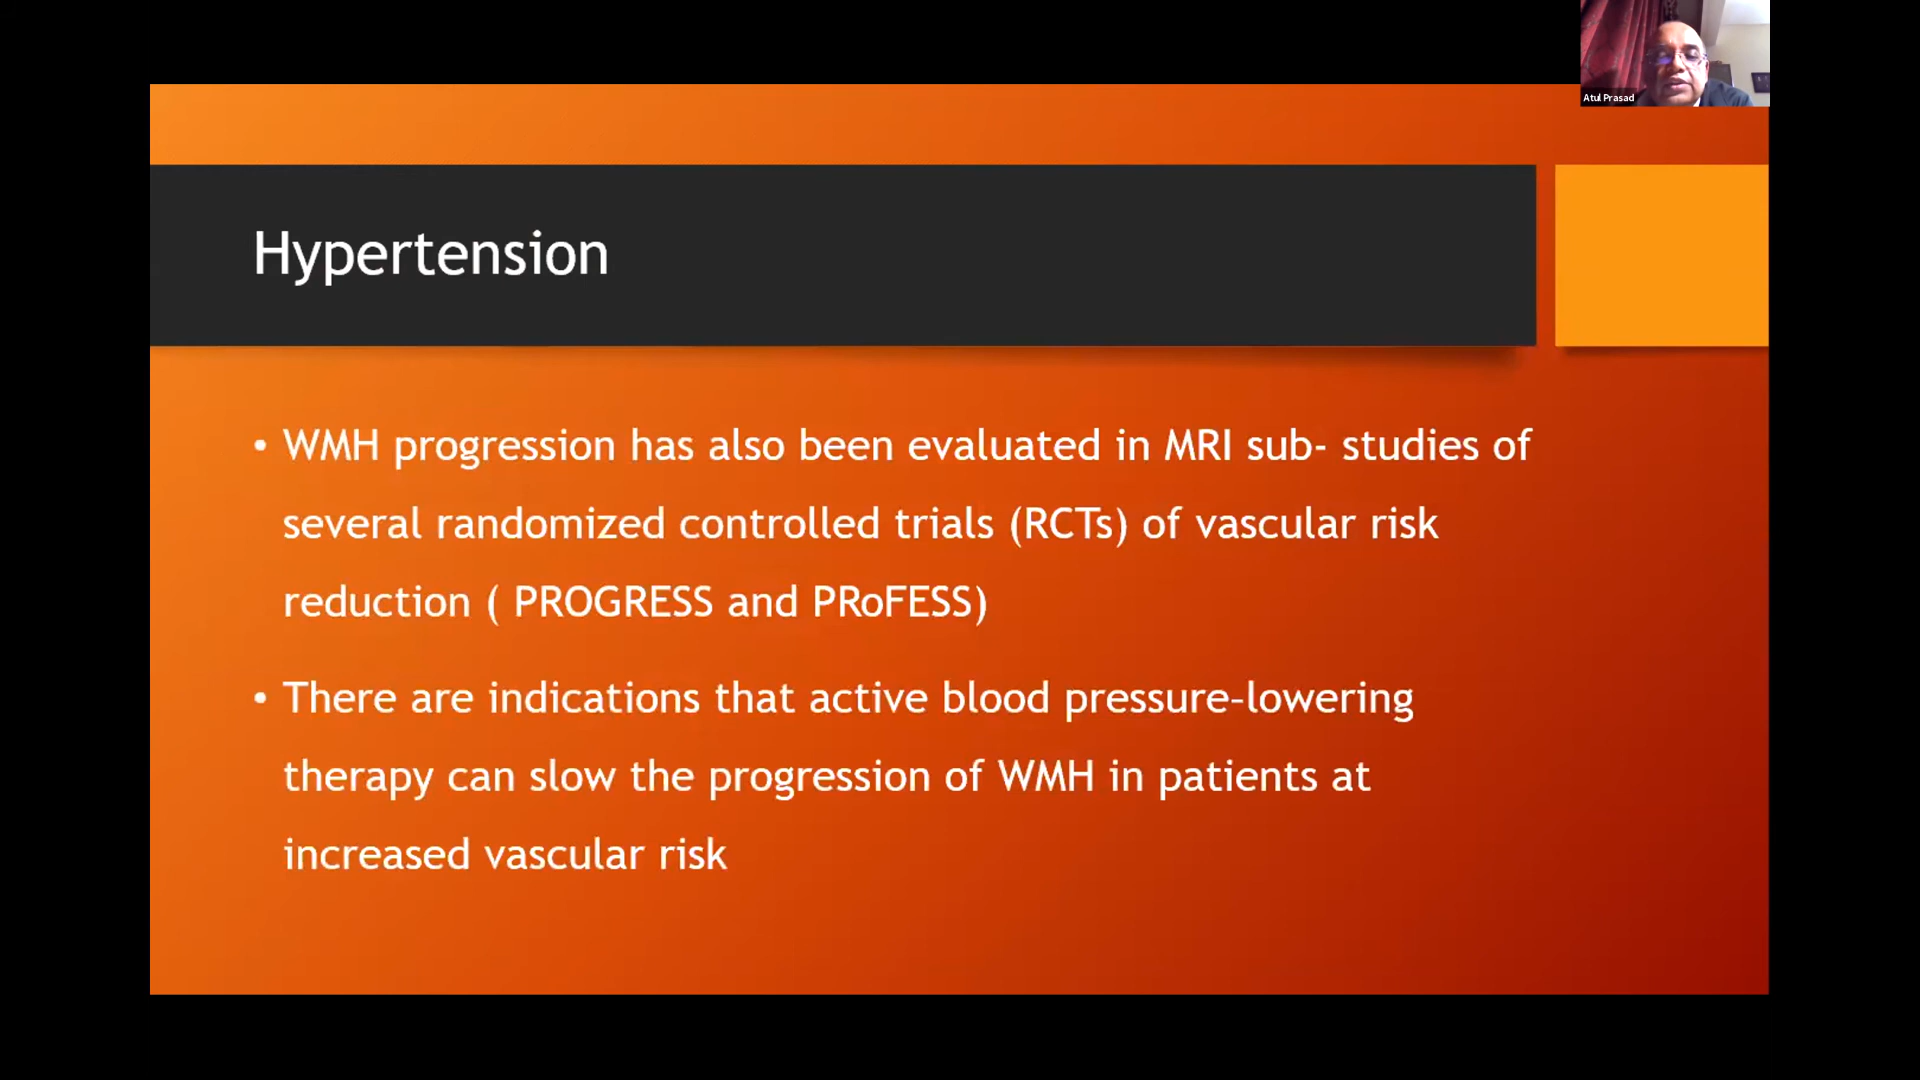 Atul Prasad
Hypertension
• WMH progression has also been evaluated in MRI sub- studies of
several randomized controlled trials (RCTs) of vascular risk
reduction ( PROGRESS and PRoFESS)
• There are indications that active blood pressure-lowering
therapy can slow the progression of WMH in patients at
increased vascular risk